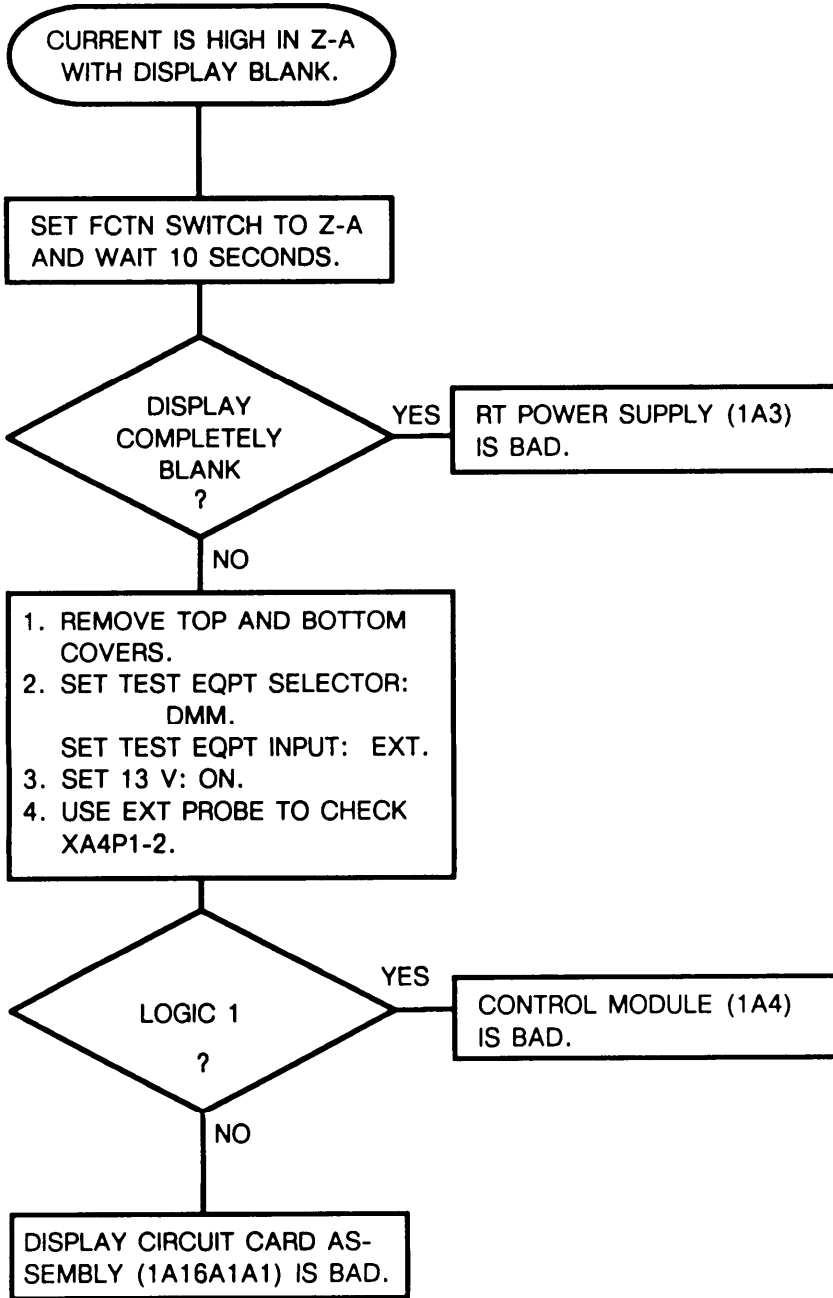 CURRENT IS HIGH IN Z-A
WITH DISPLAY BLANK.
SET FCTN SWITCH TO Z-A
AND WAIT 10 SECONDS.
DISPLAY
COMPLETELY
BLANK
?
YES
RT POWER SUPPLY (1A3)
IS BAD.
NO
1. REMOVE TOP AND BOTTOM
COVERS.
2. SET TEST EQPT SELECTOR:
DMM.
SET TEST EQPT INPUT: EXT.
3. SET 13 V: ON.
4. USE EXT PROBE TO CHECK
XA4P1-2.
LOGIC 1
?
YES
CONTROL MODULE (1A4)
IS BAD.
NO
DISPLAY CIRCUIT CARD AS-
SEMBLY (1A16A1A1) IS BAD.